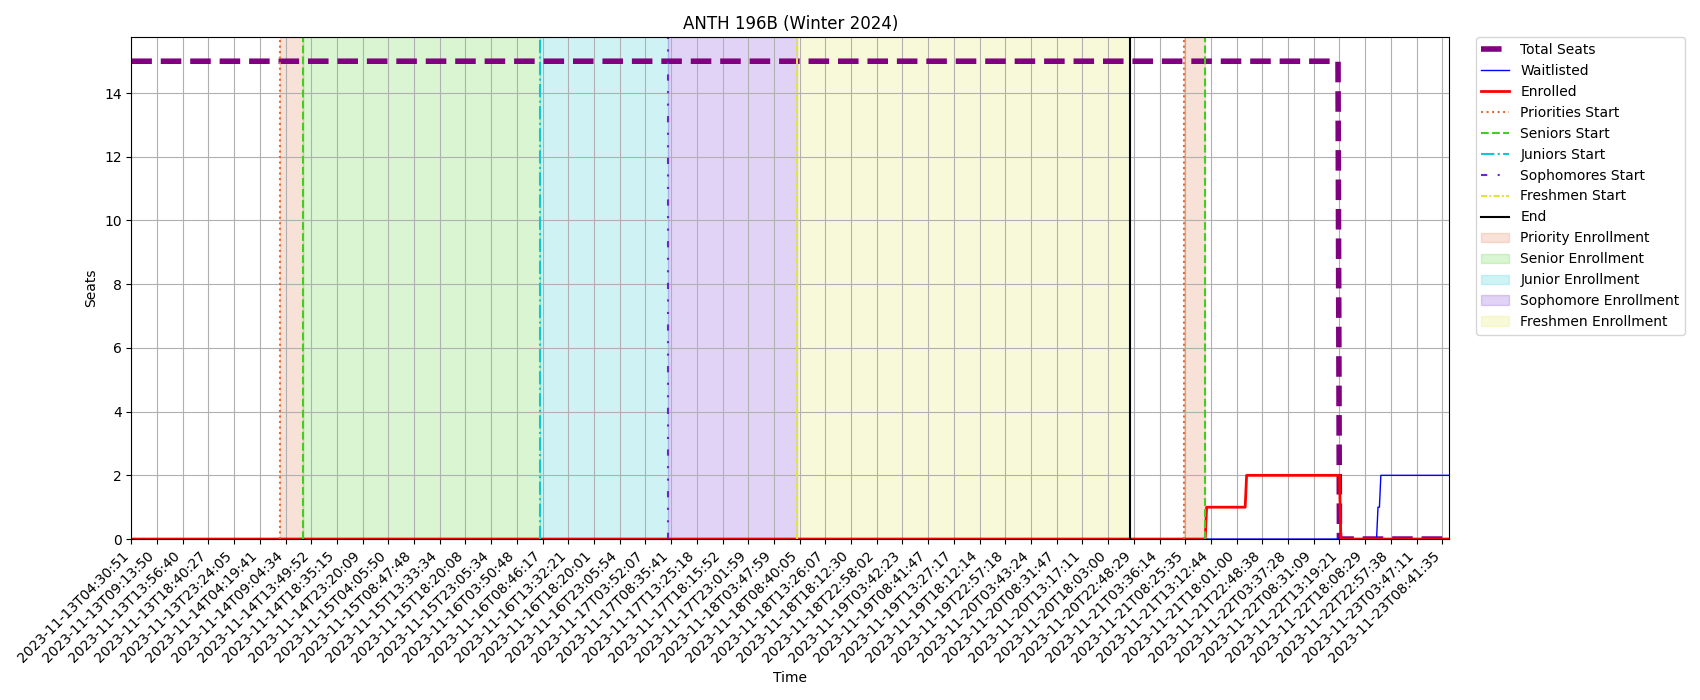 ANTH 196B (Winter 2024)
Total Seats
Waitlisted
Enrolled
Priorities Start
Seniors Start
Juniors Start
Sophomores Start
Freshmen Start
End
Priority Enrollment
Senior Enrollment
Junior Enrollment
Sophomore Enrollment
Freshmen Enrollment
Seats
14
12
10
8
6
4
2
0
2023-11-13T04:30:51
2023-11-13T09:13:50
2023-11-13T13:56:40
2023-11-13T18:40:27
2023-11-13T23:24:05
2023-11-14T04:19:41
2023-11-14T09:04:34
2023-11-14T13:49:52
2023-11-14T18:35:15
2023-11-14T23:20:09
2023-11-15T04:05:50
2023-11-15T08:47:48
2023-11-15T13:33:34
2023-11-15T18:20:08
2023-11-15T23:05:34
2023-11-16T03:50:48
2023-11-16T08:46:17
2023-11-16T13:32:21
2023-11-16T18:20:01
2023-11-16T23:05:54
2023-11-17T03:52:07
2023-11-17T08:35:41
2023-11-17T13:25:18
2023-11-17T18:15:52
2023-11-17T23:01:59
2023-11-18T03:47:59
2023-11-18T08:40:05
2023-11-18T13:26:07
2023-11-18T18:12:30
2023-11-18T22:58:02
2023-11-19T03:42:23
2023-11-19T08:41:47
2023-11-19T13:27:17
2023-11-19T18:12:14
2023-11-19T22:57:18
2023-11-20T03:43:24
2023-11-20T08:31:47
2023-11-20T13:17:11
2023-11-20T18:03:00
2023-11-20T22:48:29
2023-11-21T03:36:14
2023-11-21T08:25:35
2023-11-21T13:12:44
2023-11-21T18:01:00
2023-11-21T22:48:38
2023-11-22T03:37:28
2023-11-22T08:31:09
2023-11-22T13:19:21
2023-11-22T18:08:29
2023-11-22T22:57:38
2023-11-23T03:47:11
2023-11-23T08:41:35
Time